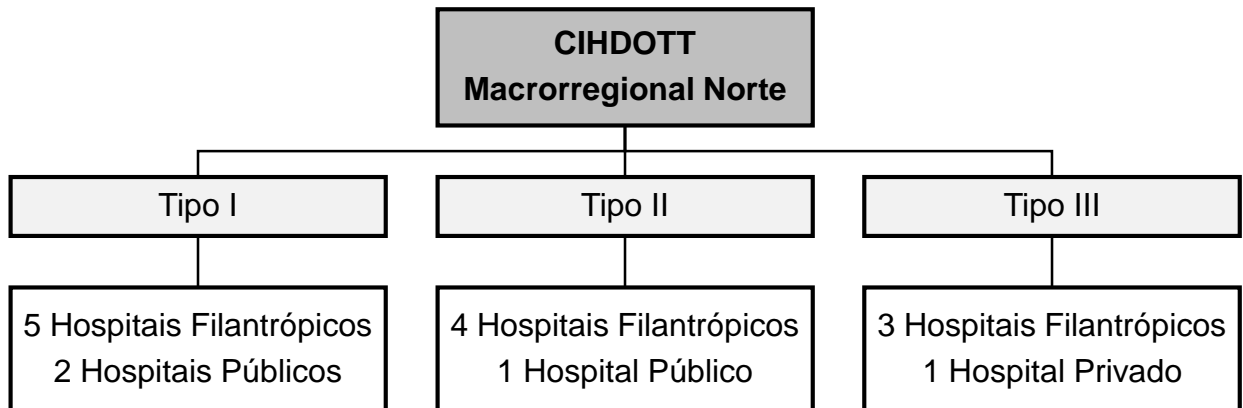 CIHDOTT
Macrorregional Norte
Tipo I
Tipo II
Tipo III
5 Hospitais Filantrópicos
2 Hospitais Públicos
4 Hospitais Filantrópicos
1 Hospital Público
3 Hospitais Filantrópicos
1 Hospital Privado